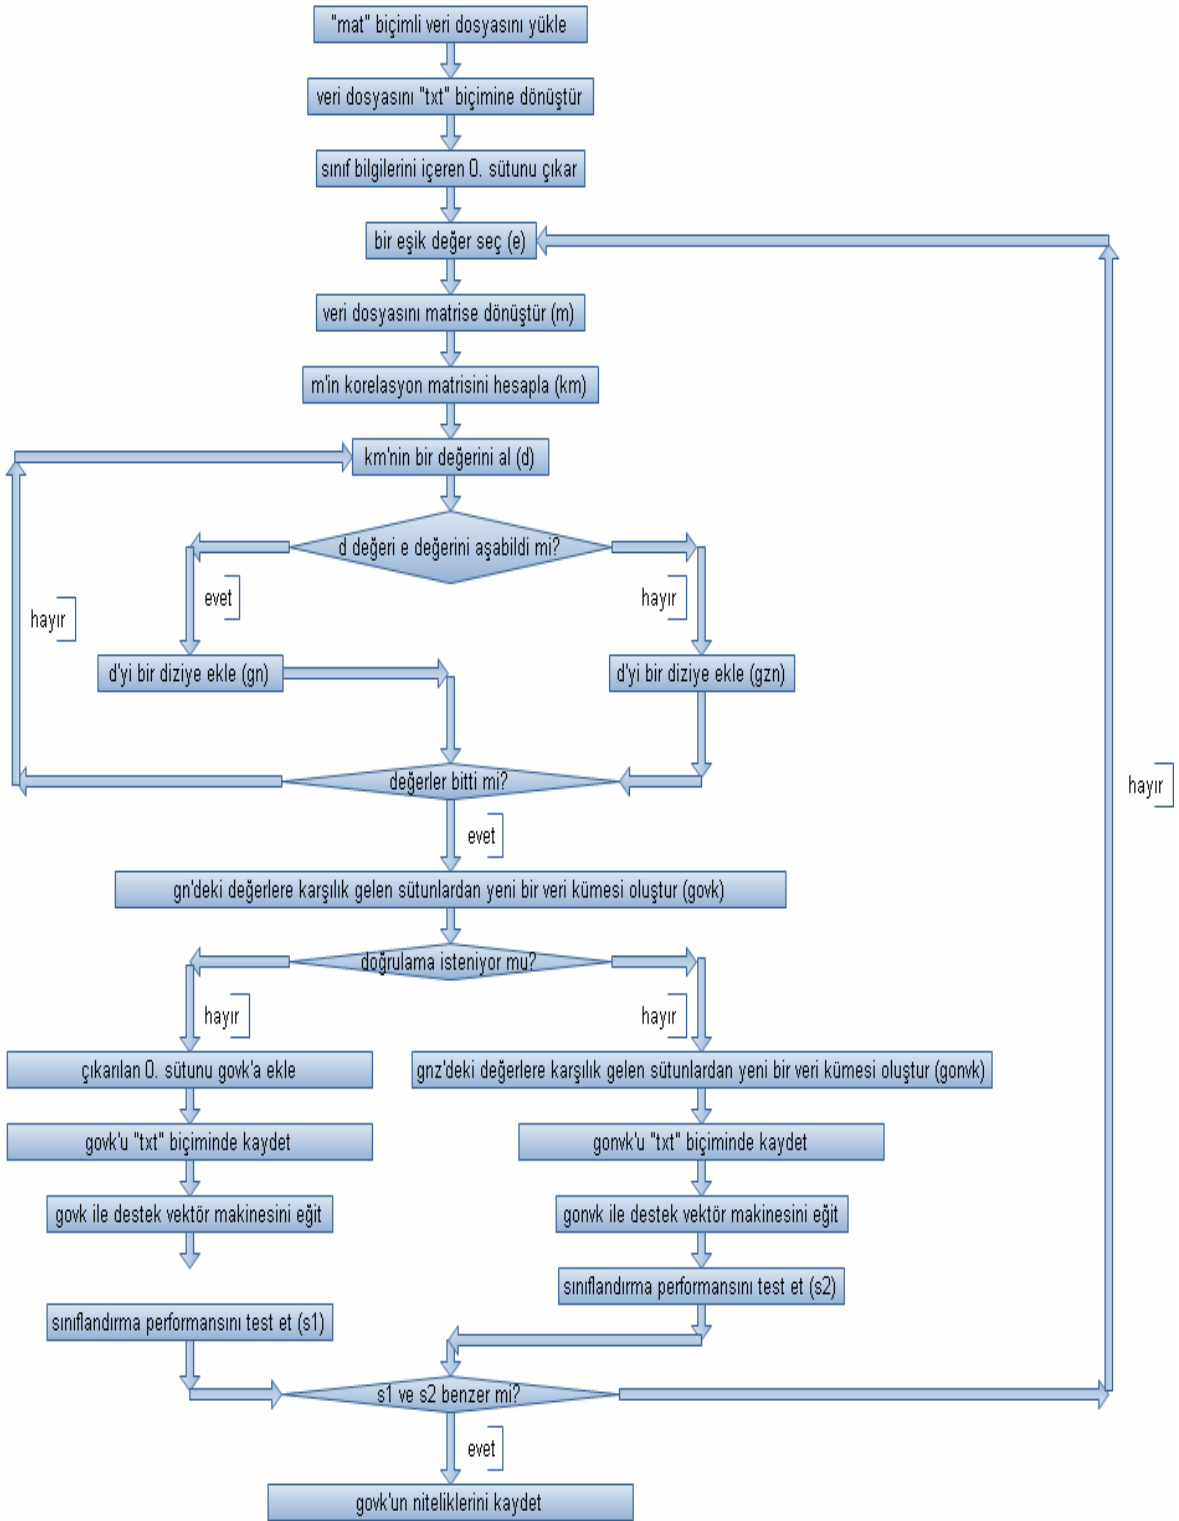 "mat" biçimli veri dosyasını yükle
veri dosyasını "txt" biçimine dönüştür
sınıf bilgilerini içeren 0. sütunu çıkar
bir eşik değer seç (e)
veri dosyasını matrise dönüştür (m)
m'in korelasyon matrisini hesapla (km)
km'nin bir değerini al (d)
d değeri e değerini aşabildi mi?
evet
hayır
hayır
d'yi bir diziye ekle (gn)
d'yi bir diziye ekle (gzn)
değerler bitti mi?
hayır
evet
gn'deki değerlere karşılık gelen sütunlardan yeni bir veri kümesi oluştur (govk)
doğrulama isteniyor mu?
hayır
hayır
çıkarılan 0. sütunu govk'a ekle
gnz'deki değerlere karşılık gelen sütunlardan yeni bir veri kümesi oluştur (gonvk)
govk'u "txt" biçiminde kaydet
gonvk'u "txt" biçiminde kaydet
govk ile destek vektör makinesini eğit
gonvk ile destek vektör makinesini eğit
sınıflandırma performansını test et (s2)
sınıflandırma performansını test et (s1)
s1 ve s2 benzer mi?
evet
govk'un niteliklerini kaydet